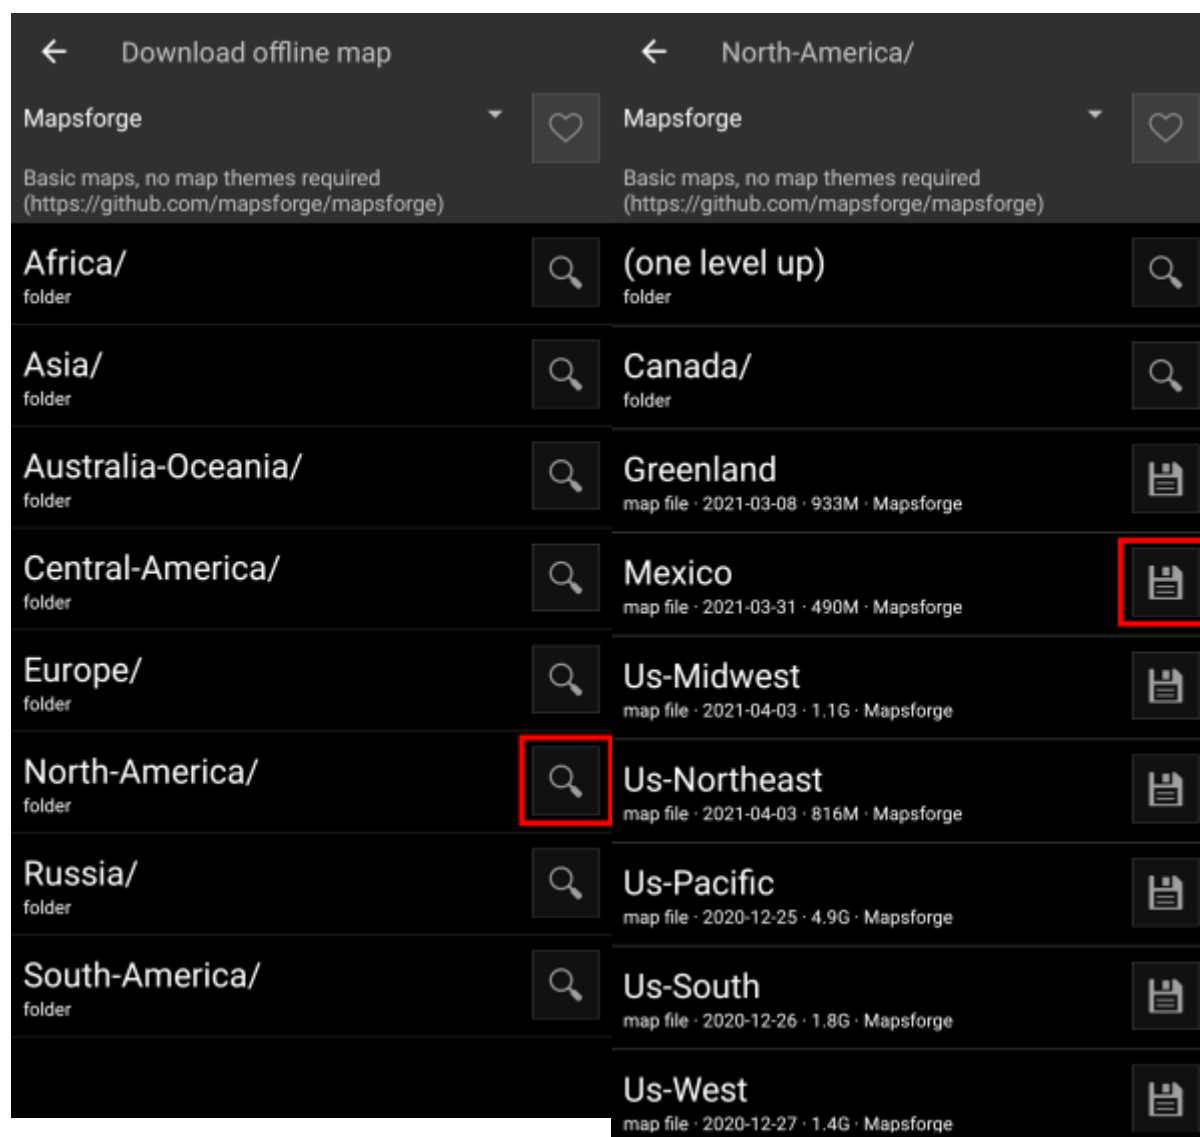 Download offline map
Mapsforge
Basic maps, no map themes required
(https://github.com/mapsforge/mapsforge)
Africa/
folder
Asia/
folder
Australia-Oceania/
folder
Central-America/
folder
Europe/
folder
North-America/
folder
Russia/
folder
South-America/
folder
North-America/
Mapsforge
Basic maps, no map themes required
(https://github.com/mapsforge/mapsforge)
(one level up)
folder
Canada/
folder
Greenland
map file · 2021-03-08 · 933M · Mapsforge
Mexico
map file · 2021-03-31 · 490M · Mapsforge
Us-Midwest
map file · 2021-04-03 · 1.1G · Mapsforge
Us-Northeast
map file · 2021-04-03 · 816M · Mapsforge
Us-Pacific
map file · 2020-12-25 · 4.9G · Mapsforge
Us-South
map file · 2020-12-26 · 1.8G · Mapsforge
Us-West
map file · 2020-12-27 · 1.4G · Mapsforge